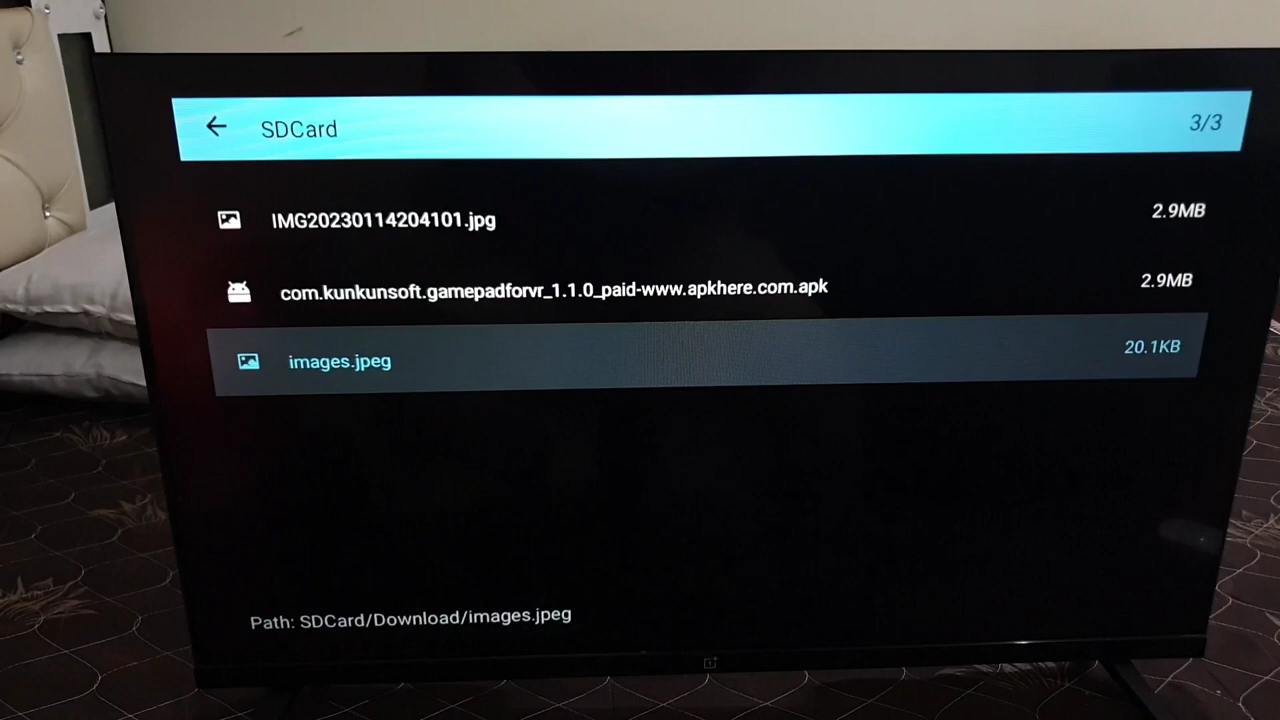 SDCard 3/3
IMG20230114204101.jpg 2.9MB
com.kunkunsoft.gamepadforvr_1.1.0_paid-www.apkhere.com.apk 2.9MB
images.jpeg 20.1KB
Path: SDCard/Download/images.jpeg